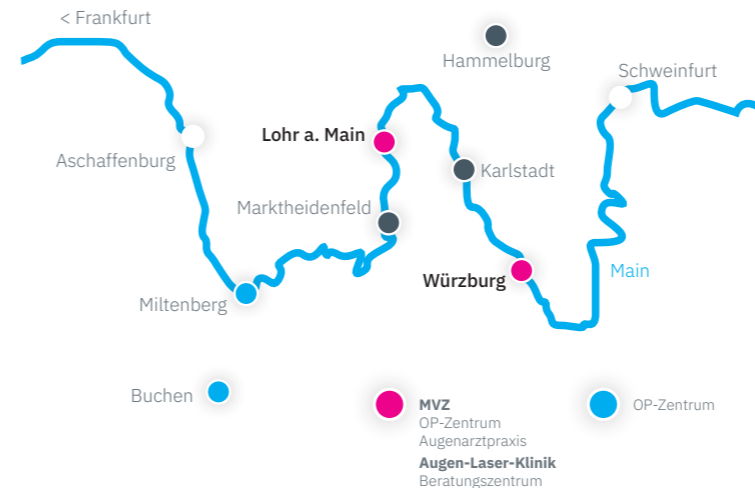 < Frankfurt
Hammelburg
Schweinfurt
Lohr a. Main
Aschaffenburg
Karlstadt
Marktheidenfeld
Main
Würzburg
Miltenberg
Buchen
MVZ
OP-Zentrum
Augenarztpraxis
Augen-Laser-Klinik
Beratungszentrum
OP-Zentrum